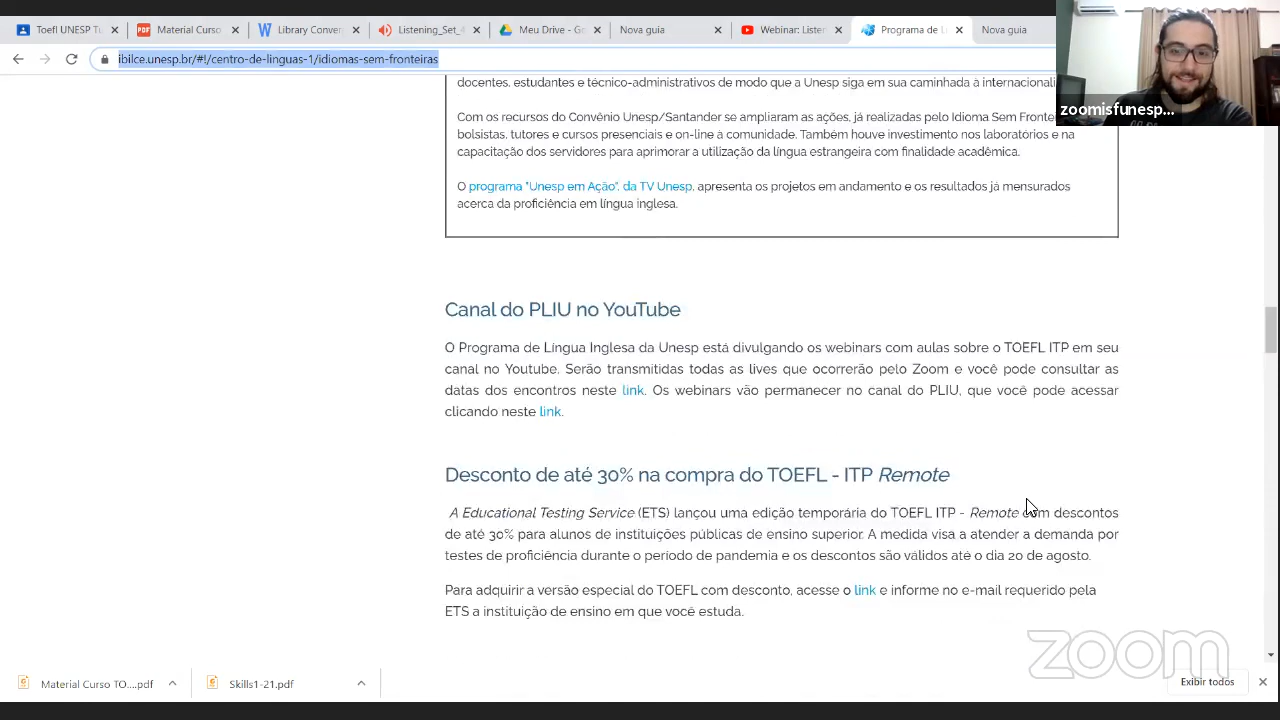 Toefl UNESP Tu
Material Curso
Library Conver
Listening_Set_4
Meu Drive - Go
Nova guia
Webinar: Listen
Programa de L
Nova guia
ibilce.unesp.br/#!/centro-de-linguas-1/idiomas-sem-fronteiras
zoomisfunesp...
docentes, estudantes e técnico-administrativos de modo que a Unesp siga em sua caminhada à internacionali
Com os recursos do Convênio Unesp/Santander se ampliaram as ações, já realizadas pelo Idioma Sem Fronte
bolsistas, tutores e cursos presenciais e on-line à comunidade. Também houve investimento nos laboratórios e na
capacitação dos servidores para aprimorar a utilização da língua estrangeira com finalidade acadêmica.
O programa "Unesp em Ação", da TV Unesp, apresenta os projetos em andamento e os resultados já mensurados
acerca da proficiência em língua inglesa.
Canal do PLIU no YouTube
O Programa de Língua Inglesa da Unesp está divulgando os webinars com aulas sobre o TOEFL ITP em seu
canal no Youtube. Serão transmitidas todas as lives que ocorrerão pelo Zoom e você pode consultar as
datas dos encontros neste link. Os webinars vão permanecer no canal do PLIU, que você pode acessar
clicando neste link.
Desconto de até 30% na compra do TOEFL - ITP Remote
A Educational Testing Service (ETS) lançou uma edição temporária do TOEFL ITP - Remote com descontos
de até 30% para alunos de instituições públicas de ensino superior. A medida visa a atender a demanda por
testes de proficiência durante o período de pandemia e os descontos são válidos até o dia 20 de agosto.
Para adquirir a versão especial do TOEFL com desconto, acesse o link e informe no e-mail requerido pela
ETS a instituição de ensino em que você estuda.
zoom
Material Curso TO....pdf
Skills1-21.pdf
Exibir todos